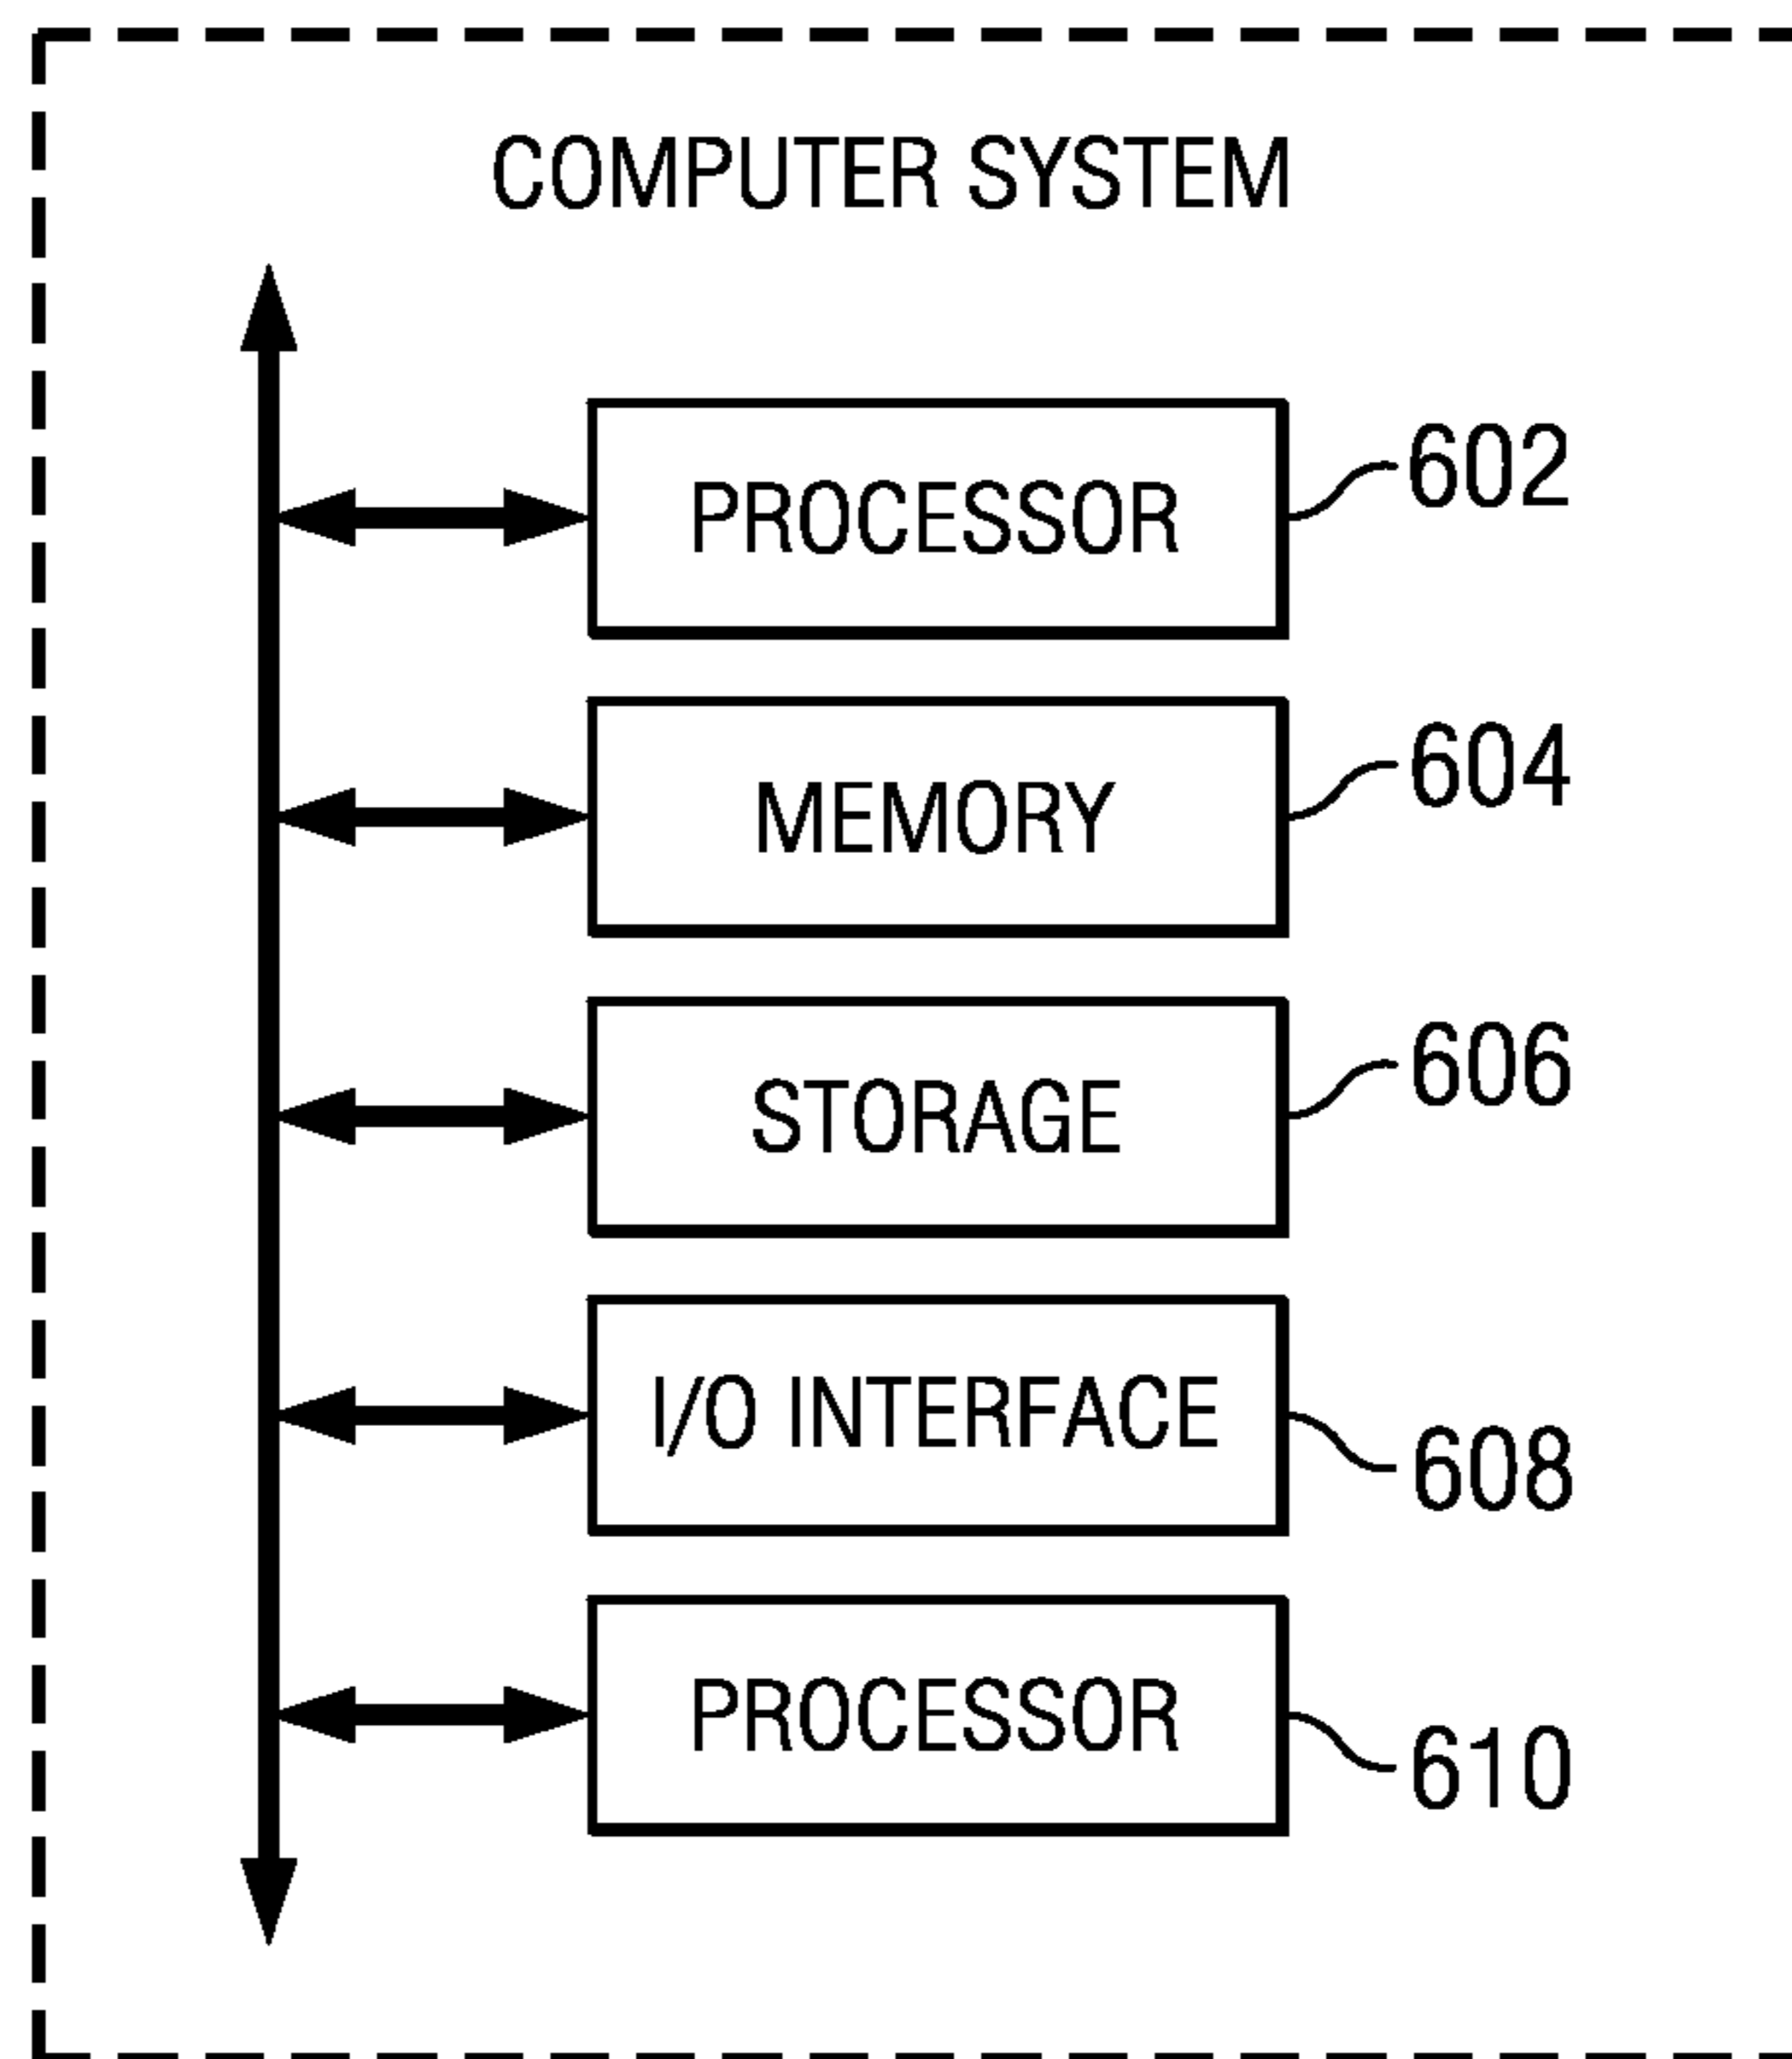 COMPUTER SYSTEM
PROCESSOR 602
MEMORY 604
STORAGE 606
I/O INTERFACE 608
PROCESSOR 610